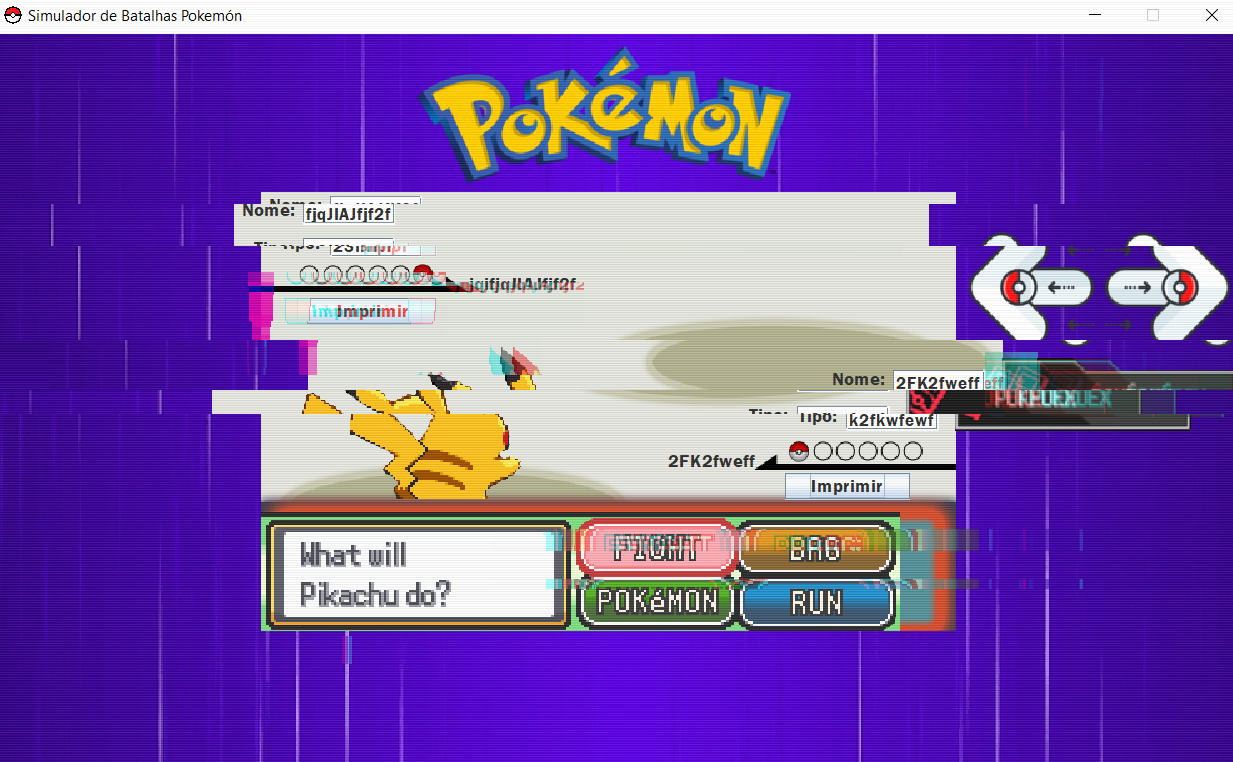 Simulador de Batalhas Pokemón
POKéMON
Nome: fjqJIAJfjf2f
Imprimir
Nome: 2FK2fweff
Tipo: k2fkwfewf
2FK2fweff
Imprimir
What will
Pikachu do?
FIGHT
BAG
POKéMON
RUN